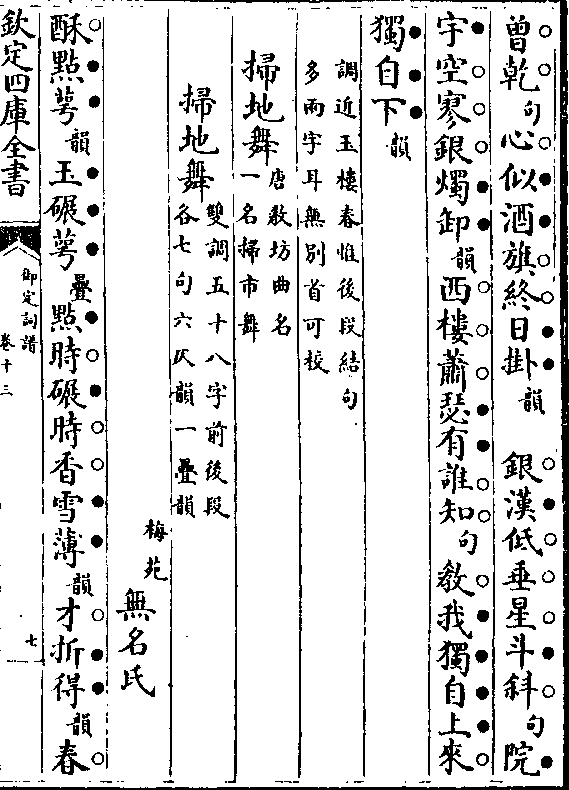 曾乾句心似酒旗終日掛韻　銀漢低垂星斗斜句院
宇空寥銀燭卸韻西樓蕭瑟有誰知句教我獨自上來
獨自下韻
調近玉樓春惟後段結句
多兩字耳無別首可校
掃地舞唐教坊曲名
一名掃市舞
掃地舞雙調五十八字前後段
各七句六仄韻一疊韻
梅苑　無名氏
酥點萼韻玉碾萼疊點時碾時香雪薄韻才折得韻春
欽定四庫全書
御定詞譜
卷十三
七